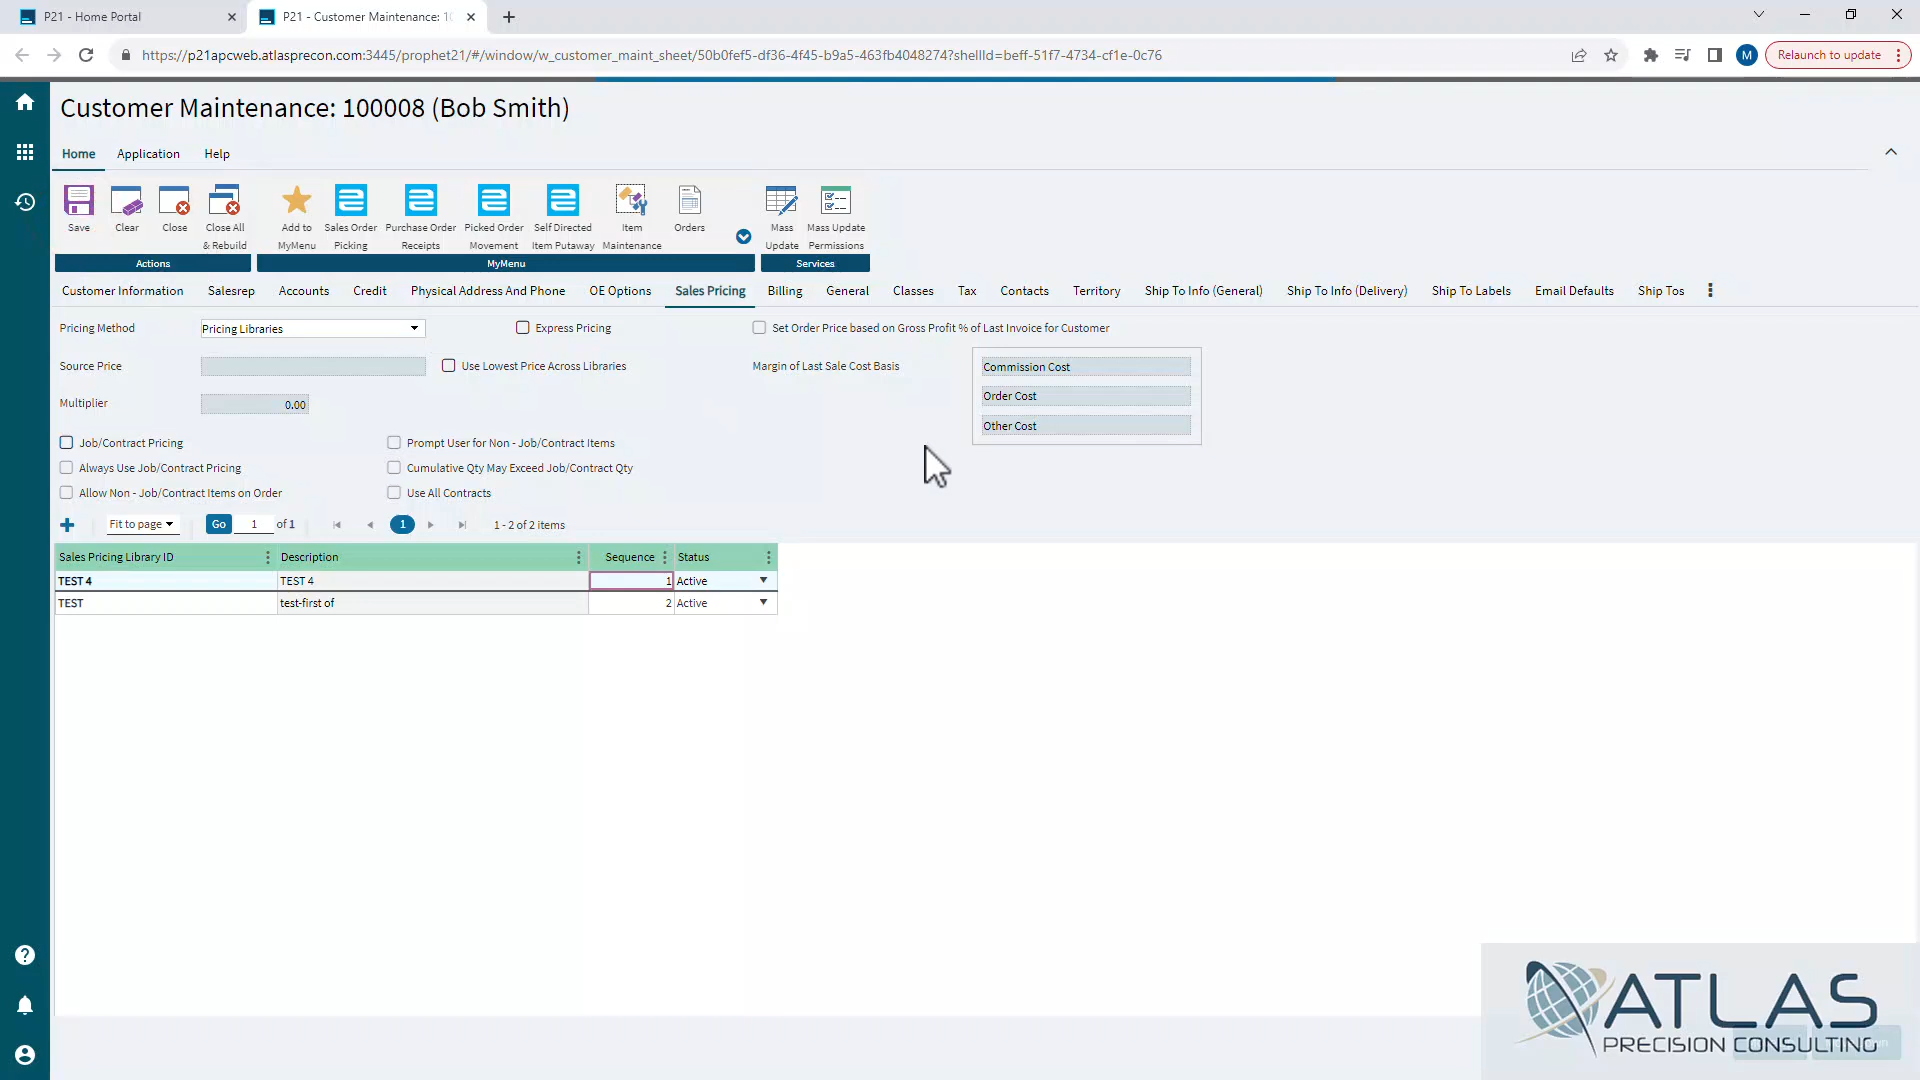 P21 - Home Portal
P21 - Customer Maintenance: 10
https://p21apcweb.atlasprecon.com:3445/prophet21/#/window/w_customer_maint_sheet/50b0fef5-df36-4f45-b9a5-463fb4048274?shellId=beff-51f7-4734-cf1e-0c76
M
Relaunch to update
Customer Maintenance: 100008 (Bob Smith)
Home Application Help
Save
Clear
Close
Close All
& Rebuild
Actions
Add to
MyMenu
Sales Order
Picking
Purchase Order
Receipts
Picked Order
Movement
Self Directed
Item Putaway
Item
Maintenance
Orders
MyMenu
Mass
Update
Mass Update
Permissions
Services
Customer Information Salesrep Accounts Credit Physical Address And Phone OE Options Sales Pricing Billing General Classes Tax Contacts Territory Ship To Info (General) Ship To Info (Delivery) Ship To Labels Email Defaults Ship Tos
Pricing Method Pricing Libraries Express Pricing Set Order Price based on Gross Profit % of Last Invoice for Customer
Source Price Use Lowest Price Across Libraries Margin of Last Sale Cost Basis Commission Cost
Order Cost
Multiplier 0.00
Other Cost
Job/Contract Pricing Prompt User for Non - Job/Contract Items
Always Use Job/Contract Pricing Cumulative Qty May Exceed Job/Contract Qty
Allow Non - Job/Contract Items on Order Use All Contracts
Fit to page Go 1 of 1 1 1 - 2 of 2 items
Sales Pricing Library ID Description Sequence Status
TEST 4 TEST 4 1 Active
TEST test-first of 2 Active
ATLAS
PRECISION CONSULTING